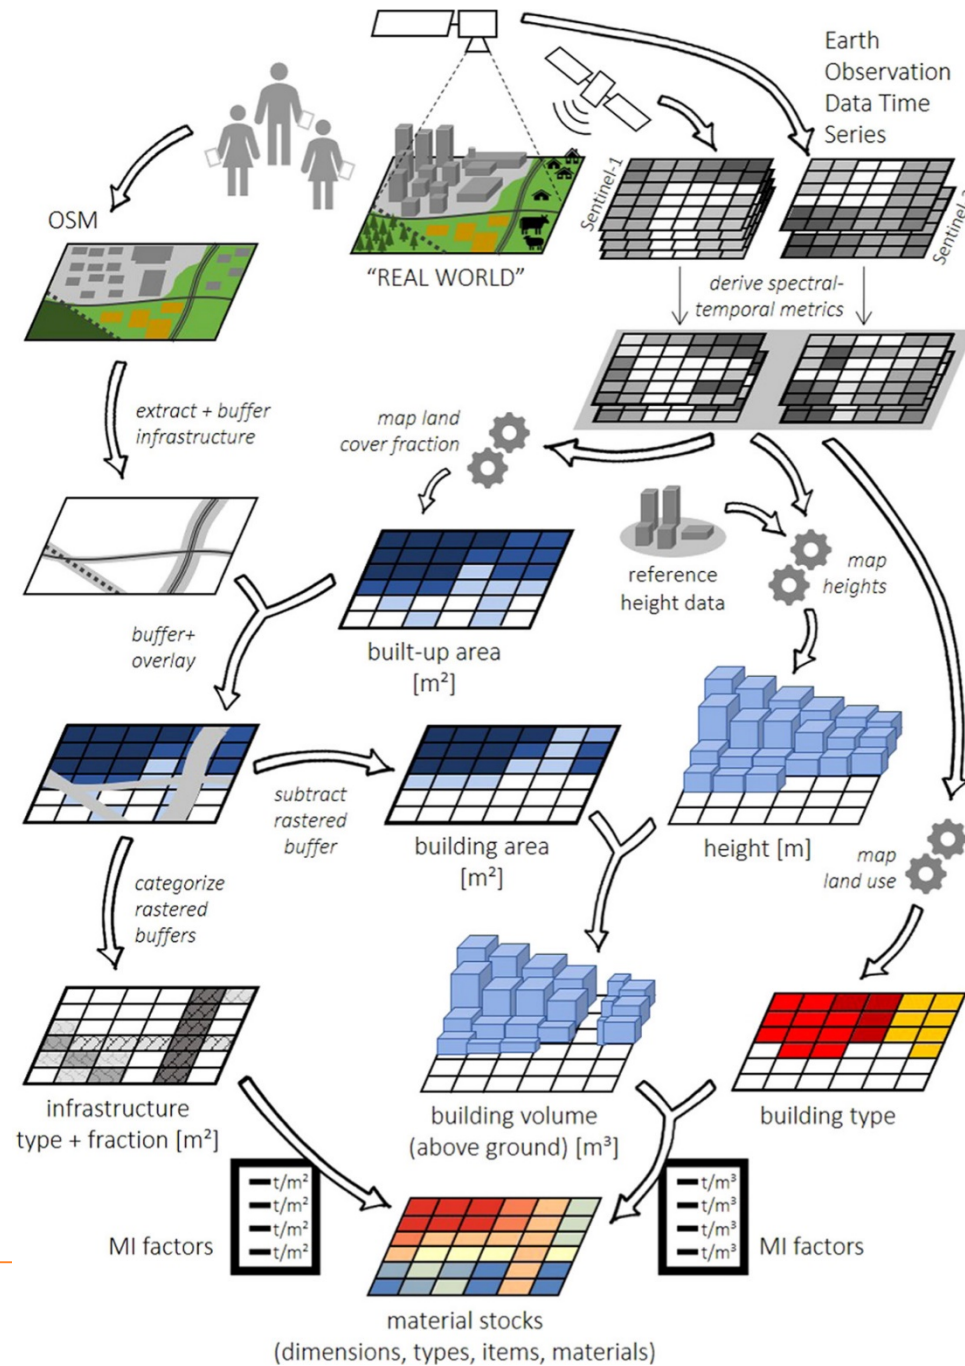 Earth
Observation
Data Time
Series
OSM
Sentinel-1
"REAL WORLD"
derive spectral-
temporal metrics
extract + buffer
infrastructure
map land
cover fraction
reference
height data
map
heights
buffer+
overlay
built-up area
[m²]
subtract
rastered
buffer
building area
[m²]
height [m]
map
land use
categorize
rastered
buffers
infrastructure
type + fraction [m²]
building volume
(above ground) [m³]
building type
MI factors
t/m²
t/m²
t/m²
t/m²
t/m³
t/m³
t/m³
t/m³
MI factors
material stocks
(dimensions, types, items, materials)